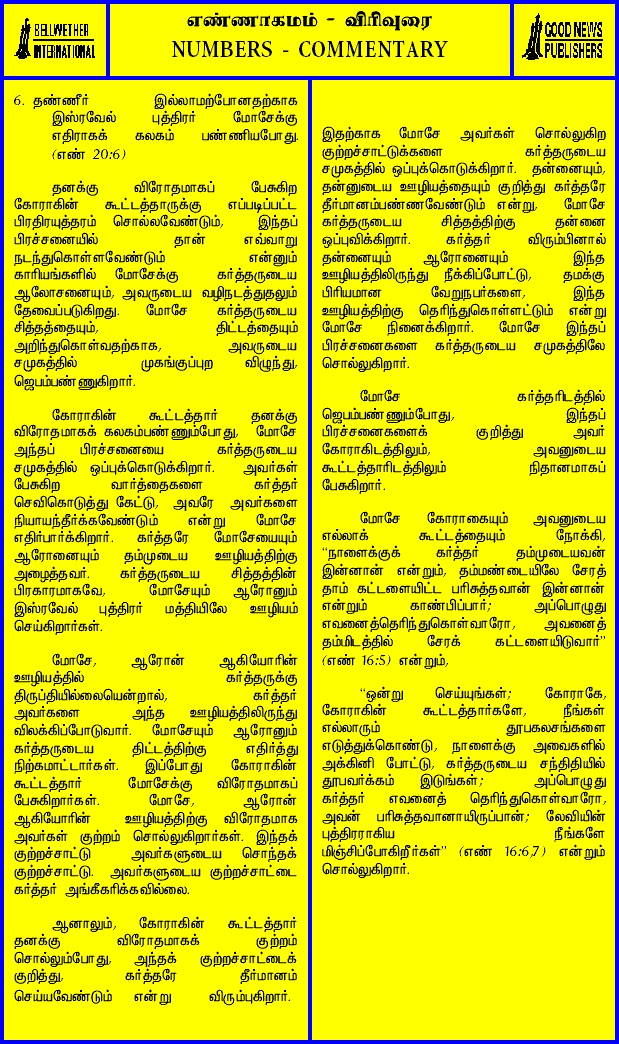 எண்ணாகமம் - விரிவுரை
BELLWETHER
INTERNATIONAL
NUMBERS - COMMENTARY
GOOD NEWS
PUBLISHERS
6. தண்ணீர் இல்லாமற்போனதற்காக
இஸ்ரவேல் புத்திரர் மோசேக்கு
எதிராகக் கலகம் பண்ணியபோது.
(எண் 20:6)
தனக்கு விரோதமாகப் பேசுகிற
கோராகின் கூட்டத்தாருக்கு எப்படிப்பட்ட
பிரதிரயுத்தரம் சொல்லவேண்டும், இந்தப்
பிரச்சனையில் தான் எவ்வாறு
நடந்துகொள்ளவேண்டும் என்னும்
காரியங்களில் மோசேக்கு கர்த்தருடைய
ஆலோசனையும், அவருடைய வழிநடத்துதலும்
தேவைப்படுகிறது. மோசே கர்த்தருடைய
சித்தத்தையும், திட்டத்தையும்
அறிந்துகொள்வதற்காக, அவருடைய
சமுகத்தில் முகங்குப்புற விழுந்து,
ஜெபம்பண்ணுகிறார்.
கோராகின் கூட்டத்தார் தனக்கு
விரோதமாகக் கலகம்பண்ணும்போது, மோசே
அந்தப் பிரச்சனையை கர்த்தருடைய
சமுகத்தில் ஒப்புக்கொடுக்கிறார். அவர்கள்
பேசுகிற வார்த்தைகளை கர்த்தர்
செவிகொடுத்து கேட்டு, அவரே அவர்களை
நியாயந்தீர்க்கவேண்டும் என்று மோசே
எதிர்பார்க்கிறார். கர்த்தரே மோசேயையும்
ஆரோனையும் தம்முடைய ஊழியத்திற்கு
அழைத்தவர். கர்த்தருடைய சித்தத்தின்
பிரகாரமாகவே, மோசேயும் ஆரோனும்
இஸ்ரவேல் புத்திரர் மத்தியிலே ஊழியம்
செய்கிறார்கள்.
மோசே, ஆரோன் ஆகியோரின்
ஊழியத்தில் கர்த்தருக்கு
திருப்தியில்லையென்றால், கர்த்தர்
அவர்களை அந்த ஊழியத்திலிருந்து
விலக்கிப்போடுவார். மோசேயும் ஆரோனும்
கர்த்தருடைய திட்டத்திற்கு எதிர்த்து
நிற்கமாட்டார்கள். இப்போது கோராகின்
கூட்டத்தார் மோசேக்கு விரோதமாகப்
பேசுகிறார்கள். மோசே, ஆரோன்
ஆகியோரின் ஊழியத்திற்கு விரோதமாக
அவர்கள் குற்றம் சொல்லுகிறார்கள். இந்தக்
குற்றச்சாட்டு அவர்களுடைய சொந்தக்
குற்றச்சாட்டு. அவர்களுடைய குற்றச்சாட்டை
கர்த்தர் அங்கீகரிக்கவில்லை.
ஆனாலும், கோராகின் கூட்டத்தார்
தனக்கு விரோதமாகக் குற்றம்
சொல்லும்போது, அந்தக் குற்றச்சாட்டைக்
குறித்து, கர்த்தரே தீர்மானம்
செய்யவேண்டும் என்று விரும்புகிறார்.
இதற்காக மோசே அவர்கள் சொல்லுகிற
குற்றச்சாட்டுக்களை கர்த்தருடைய
சமுகத்தில் ஒப்புக்கொடுக்கிறார். தன்னையும்,
தன்னுடைய ஊழியத்தையும் குறித்து கர்த்தரே
தீர்மானம்பண்ணவேண்டும் என்று, மோசே
கர்த்தருடைய சித்தத்திற்கு தன்னை
ஒப்புவிக்கிறார். கர்த்தர் விரும்பினால்
தன்னையும் ஆரோனையும் இந்த
ஊழியத்திலிருந்து நீக்கிப்போட்டு, தமக்கு
பிரியமான வேறுநபர்களை, இந்த
ஊழியத்திற்கு தெரிந்துகொள்ளட்டும் என்று
மோசே நினைக்கிறார். மோசே இந்தப்
பிரச்சனைகளை கர்த்தருடைய சமுகத்திலே
சொல்லுகிறார்.
மோசே கர்த்தரிடத்தில்
ஜெபம்பண்ணும்போது, இந்தப்
பிரச்சனைகளைக் குறித்து அவர்
கோராகிடத்திலும், அவனுடைய
கூட்டத்தாரிடத்திலும் நிதானமாகப்
பேசுகிறார்.
மோசே கோராகையும் அவனுடைய
எல்லாக் கூட்டத்தையும் நோக்கி,
“நாளைக்குக் கர்த்தர் தம்முடையவன்
இன்னான் என்றும், தம்மண்டையிலே சேரத்
தாம் கட்டளையிட்ட பரிசுத்தவான் இன்னான்
என்றும் காண்பிப்பார்; அப்பொழுது
எவனைத்தெரிந்துகொள்வாரோ, அவனைத்
தம்மிடத்தில் சேரக் கட்டளையிடுவார்”
(எண் 16:5) என்றும்,
“ஒன்று செய்யுங்கள்; கோராகே,
கோராகின் கூட்டத்தார்களே, நீங்கள்
எல்லாரும் தூபகலசங்களை
எடுத்துக்கொண்டு, நாளைக்கு அவைகளில்
அக்கினி போட்டு, கர்த்தருடைய சந்நிதியில்
தூபவர்க்கம் இடுங்கள்; அப்பொழுது
கர்த்தர் எவனைத் தெரிந்துகொள்வாரோ,
அவன் பரிசுத்தவானாயிருப்பான்; லேவியின்
புத்திரராகிய நீங்களே
மிஞ்சிப்போகிறீர்கள்” (எண் 16:6,7) என்றும்
சொல்லுகிறார்.